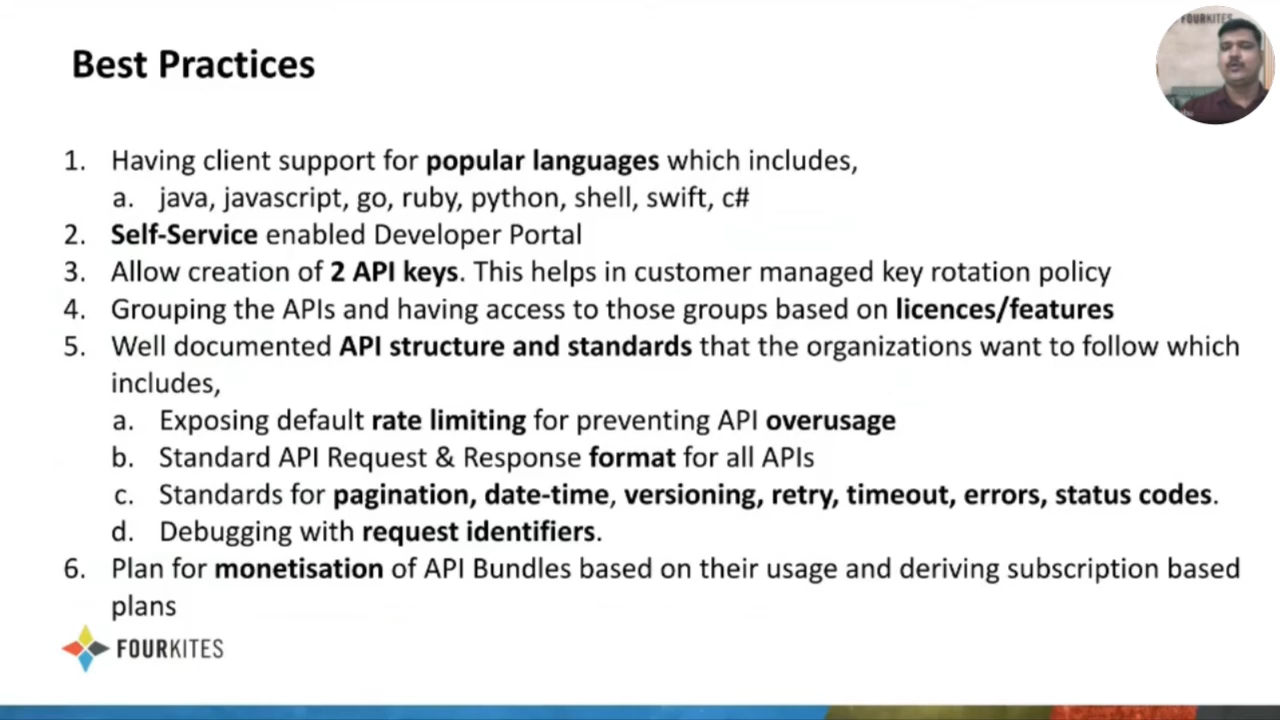 FOURKITES
Best Practices
1. Having client support for popular languages which includes,
a. java, javascript, go, ruby, python, shell, swift, c#
2. Self-Service enabled Developer Portal
3. Allow creation of 2 API keys. This helps in customer managed key rotation policy
4. Grouping the APIs and having access to those groups based on licences/features
5. Well documented API structure and standards that the organizations want to follow which
includes,
a. Exposing default rate limiting for preventing API overusage
b. Standard API Request & Response format for all APIs
c. Standards for pagination, date-time, versioning, retry, timeout, errors, status codes.
d. Debugging with request identifiers.
6. Plan for monetisation of API Bundles based on their usage and deriving subscription based
plans
FOURKITES